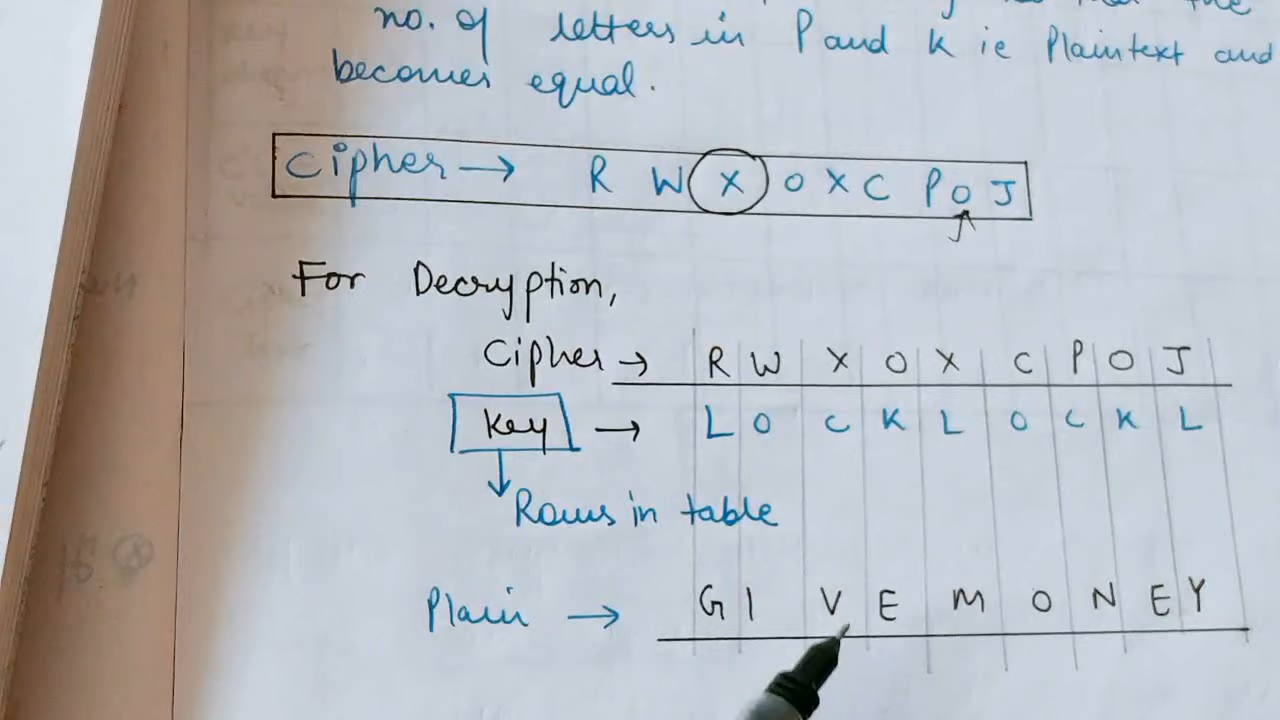 the
no. of letters in P and K ie Plaintext and
becomes equal.
Cipher → R W X O X C P O J
For Decryption,
Cipher → R W X O X C P O J
Key → L O C K L O C K L
Rows in table
Plain → G I V E M O N E Y